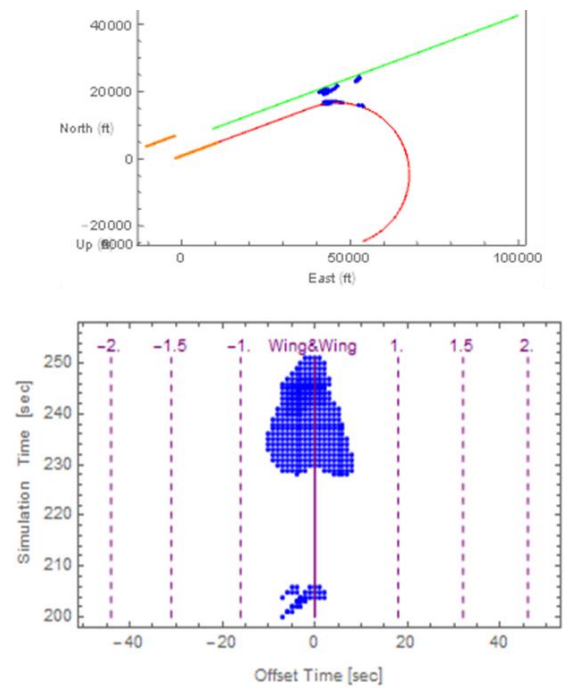 40000
20000
North (ft)
0
-20000
Up (ft)
0 50000 100000
East (ft)
-2. -1.5 -1. Wing&Wing 1. 1.5 2.
250
240
230
220
210
200
Simulation Time [sec]
-40 -20 0 20 40
Offset Time [sec]